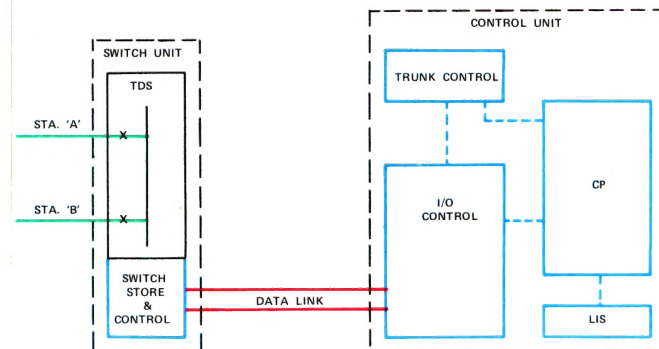 CONTROL UNIT
SWITCH UNIT
TDS
TRUNK CONTROL
STA. 'A'
X
CP
STA. 'B'
X
I/O
CONTROL
SWITCH
STORE
&
CONTROL
DATA LINK
LIS